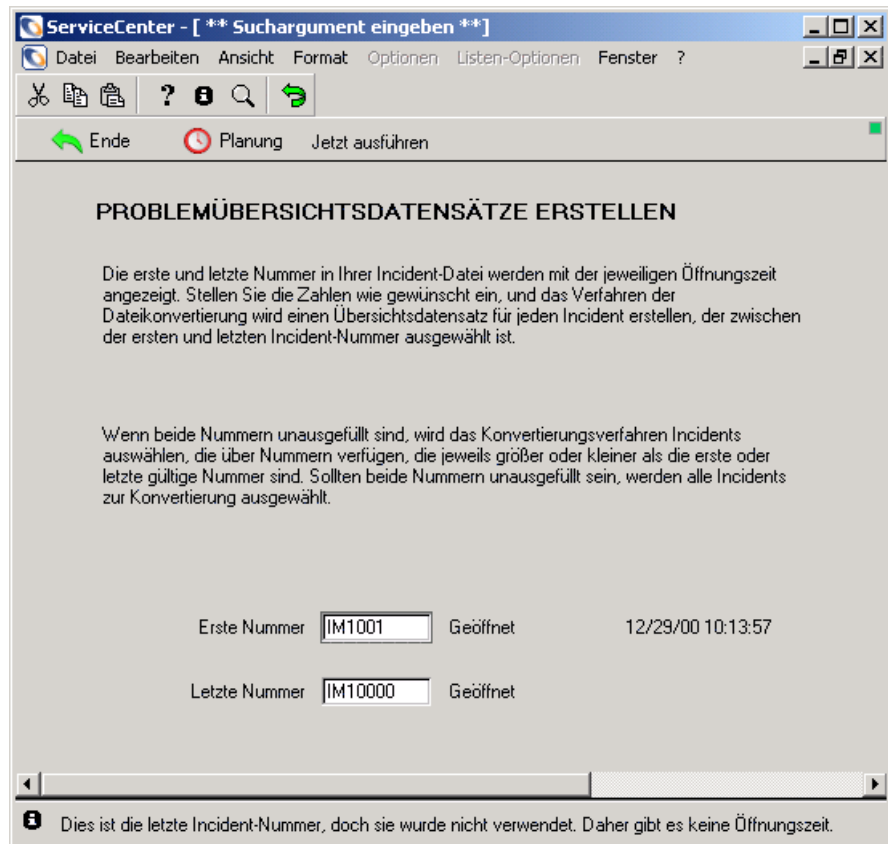 ServiceCenter - [ ** Suchargument eingeben **]
Datei Bearbeiten Ansicht Format Optionen Listen-Optionen Fenster ?
Ende Planung Jetzt ausführen
PROBLEMÜBERSICHTSDATENSÄTZE ERSTELLEN
Die erste und letzte Nummer in Ihrer Incident-Datei werden mit der jeweiligen Öffnungszeit
angezeigt. Stellen Sie die Zahlen wie gewünscht ein, und das Verfahren der
Dateikonvertierung wird einen Übersichtsdatensatz für jeden Incident erstellen, der zwischen
der ersten und letzten Incident-Nummer ausgewählt ist.
Wenn beide Nummern unausgefüllt sind, wird das Konvertierungsverfahren Incidents
auswählen, die über Nummern verfügen, die jeweils größer oder kleiner als die erste oder
letzte gültige Nummer sind. Sollten beide Nummern unausgefüllt sein, werden alle Incidents
zur Konvertierung ausgewählt.
Erste Nummer IM1001 Geöffnet 12/29/00 10:13:57
Letzte Nummer IM10000 Geöffnet
Dies ist die letzte Incident-Nummer, doch sie wurde nicht verwendet. Daher gibt es keine Öffnungszeit.